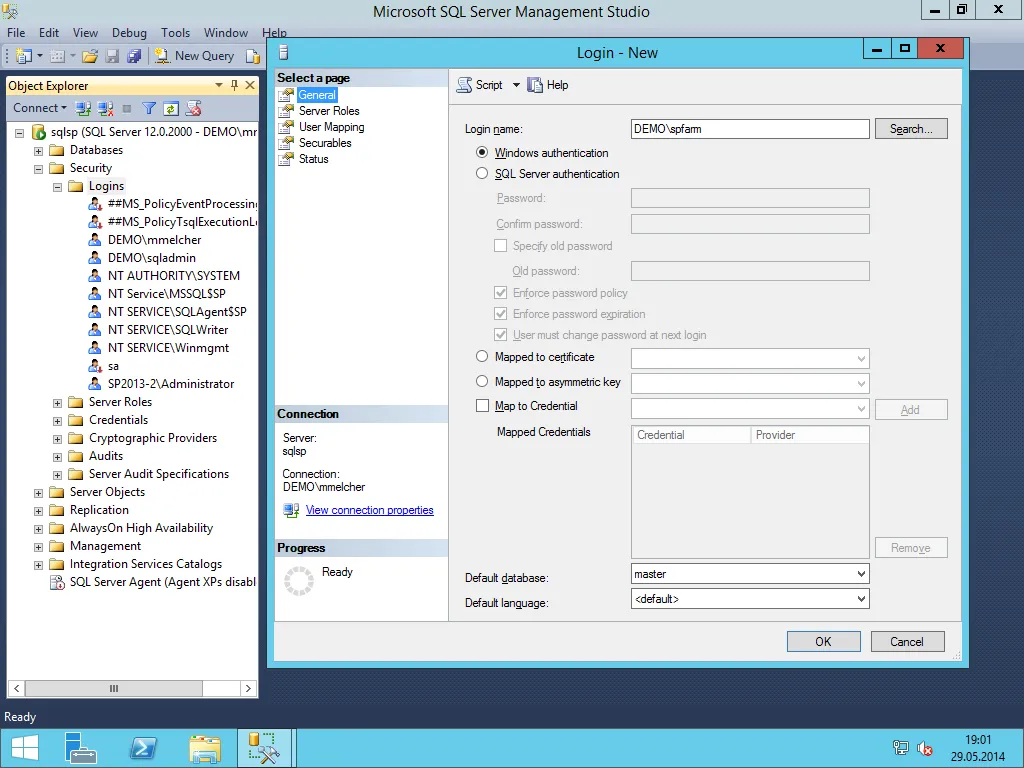 Microsoft SQL Server Management Studio
File Edit View Debug Tools Window Help
New Query
Object Explorer
Connect
sqlsp (SQL Server 12.0.2000 - DEMO\mr
Databases
Security
Logins
##MS_PolicyEventProcessing
##MS_PolicyTsqlExecutionLo
DEMO\mmelcher
DEMO\sqladmin
NT AUTHORITY\SYSTEM
NT Service\MSSQL$SP
NT SERVICE\SQLAgent$SP
NT SERVICE\SQLWriter
NT SERVICE\Winmgmt
sa
SP2013-2\Administrator
Server Roles
Credentials
Cryptographic Providers
Audits
Server Audit Specifications
Server Objects
Replication
AlwaysOn High Availability
Management
Integration Services Catalogs
SQL Server Agent (Agent XPs disabl
Ready
Login - New
Select a page
General
Server Roles
User Mapping
Securables
Status
Connection
Server:
sqlsp
Connection:
DEMO\mmelcher
View connection properties
Progress
Ready
Script Help
Login name: DEMO\spfarm Search...
Windows authentication
SQL Server authentication
Password:
Confirm password:
Specify old password
Old password:
Enforce password policy
Enforce password expiration
User must change password at next login
Mapped to certificate
Mapped to asymmetric key
Map to Credential Add
Mapped Credentials Credential Provider
Remove
Default database: master
Default language: <default>
OK Cancel
19:01
29.05.2014